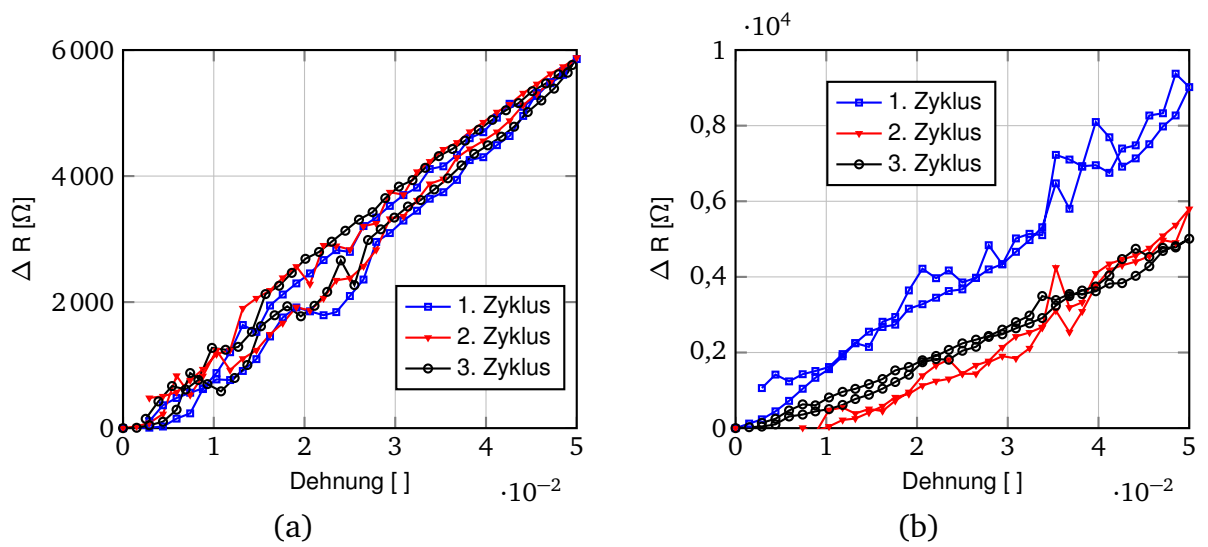 6 000
4 000
2 000
0
0 1 2 3 4 5
Δ R [Ω]
Dehnung [ ]
·10−2
1. Zyklus
2. Zyklus
3. Zyklus
(a)
·10⁴
1
0,8
0,6
0,4
0,2
0
0 1 2 3 4 5
Δ R [Ω]
Dehnung [ ]
·10−2
1. Zyklus
2. Zyklus
3. Zyklus
(b)